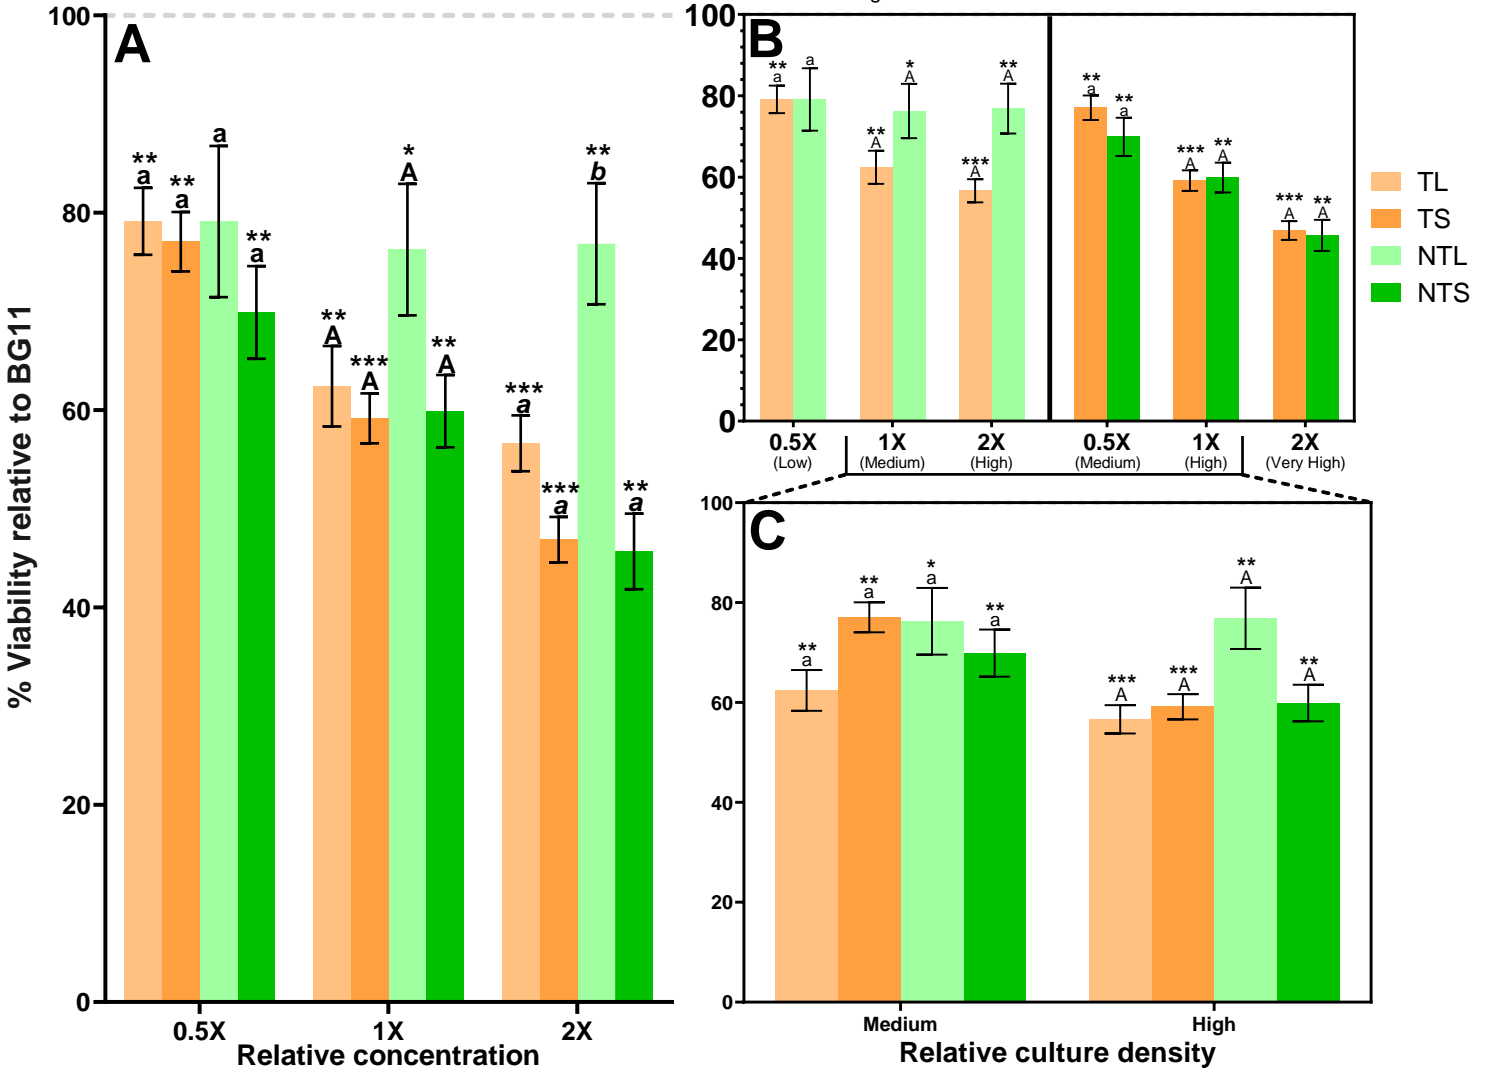 A
% Viability relative to BG11
100
80
60
40
20
0
** a
** a
a
** a
** A
*** A
* A
** A
*** a
*** a
** b
** a
0.5X 1X 2X
Relative concentration
B
100
80
60
40
20
0
** a
a
** A
* A
*** A
** A
** a
** a
*** A
** A
*** A
** A
0.5X 1X 2X 0.5X 1X 2X
(Low) (Medium) (High) (Medium) (High) (Very High)
TL
TS
NTL
NTS
C
100
80
60
40
20
0
** a
** a
* a
** a
*** A
*** A
** A
** A
Medium High
Relative culture density